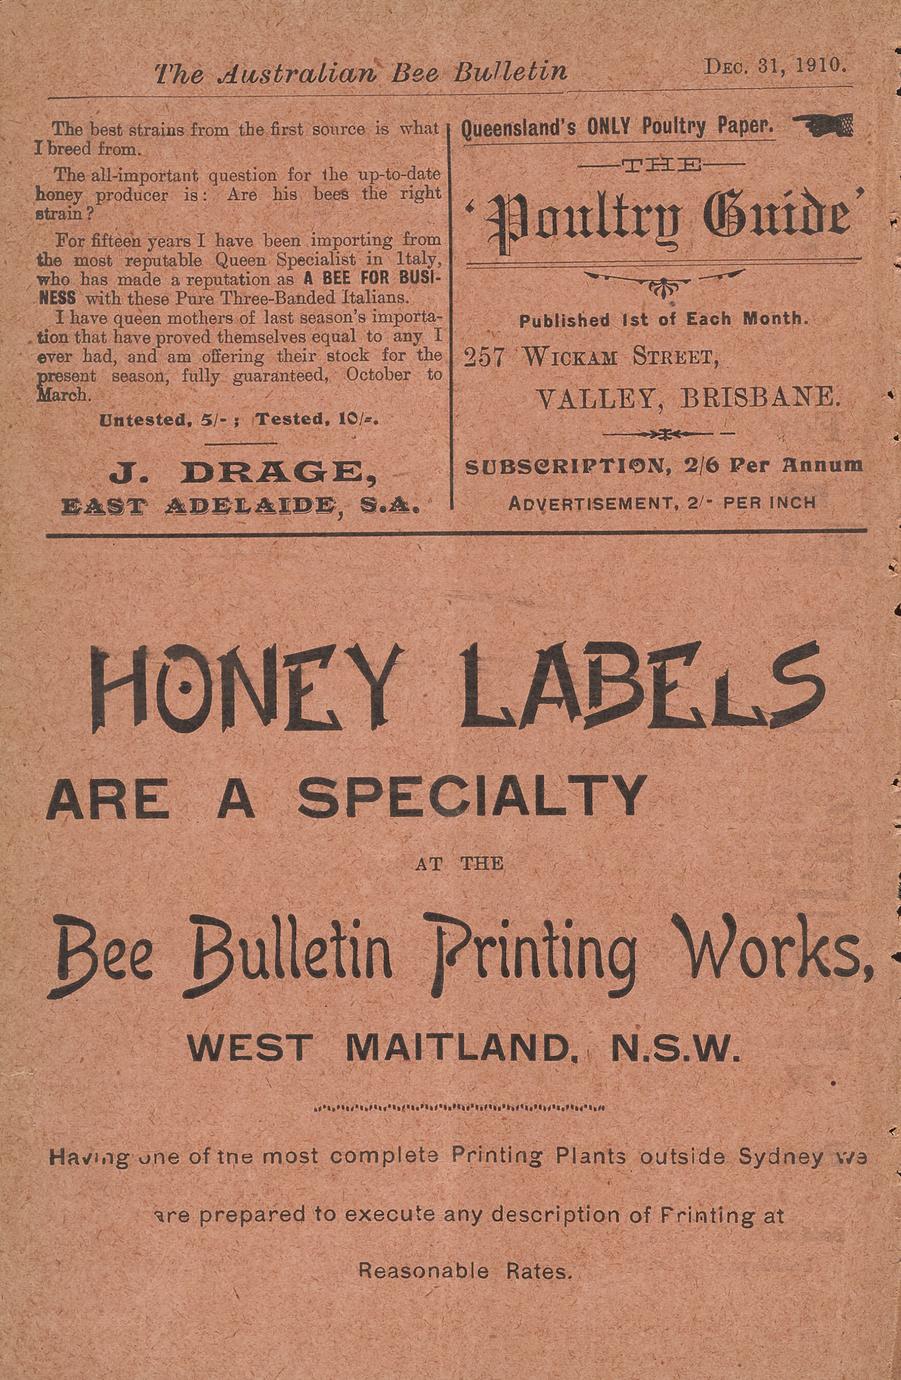 The Australian Bee Bulletin
DEC. 31, 1910.
The best strains from the first source is what
I breed from.
The all-important question for the up-to-date
honey producer is: Are his bees the right
strain?
For fifteen years I have been importing from
the most reputable Queen Specialist in Italy,
who has made a reputation as A BEE FOR BUSI-
NESS with these Pure Three-Banded Italians.
I have queen mothers of last season's importa-
tion that have proved themselves equal to any I
ever had, and am offering their stock for the
present season, fully guaranteed, October to
March.
Untested, 5/- ; Tested, 10/-.
J. DRAGE,
EAST ADELAIDE, S.A.
Queensland's ONLY Poultry Paper.
THE
'Poultry Guide'
Published 1st of Each Month.
257 WICKAM STREET,
VALLEY, BRISBANE.
SUBSCRIPTION, 2/6 Per Annum
ADVERTISEMENT, 2/- PER INCH
HONEY LABELS
ARE A SPECIALTY
AT THE
Bee Bulletin Printing Works,
WEST MAITLAND, N.S.W.
Having one of the most complete Printing Plants outside Sydney we
are prepared to execute any description of Printing at
Reasonable Rates.